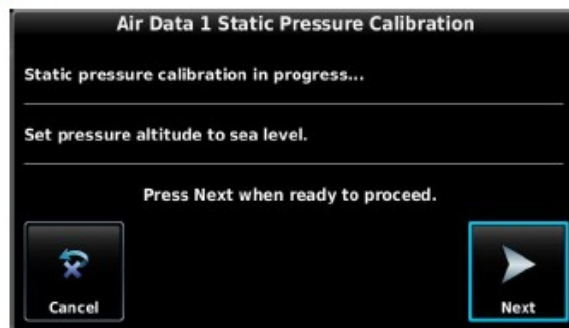 Air Data 1 Static Pressure Calibration
Static pressure calibration in progress...
Set pressure altitude to sea level.
Press Next when ready to proceed.
Cancel
Next